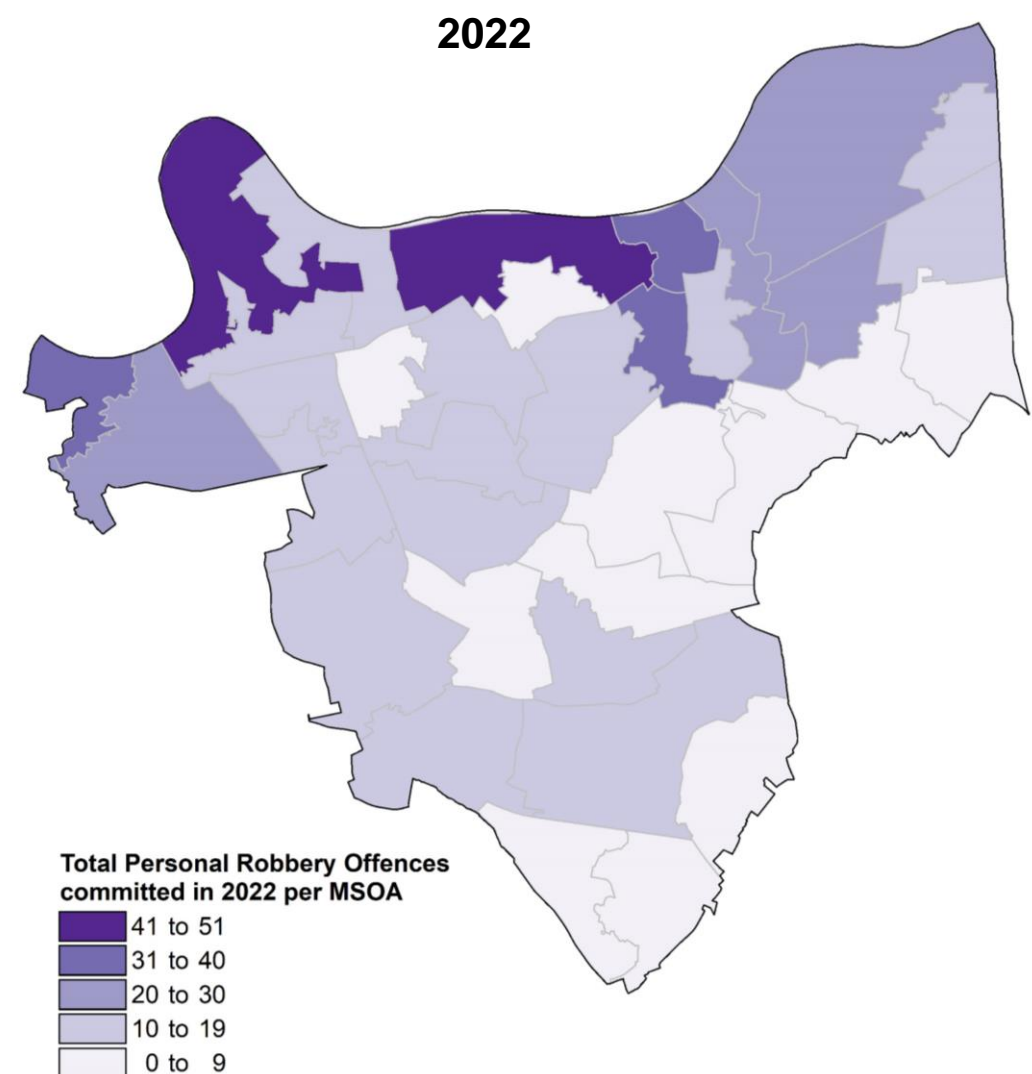 2022
Total Personal Robbery Offences
committed in 2022 per MSOA
41 to 51
31 to 40
20 to 30
10 to 19
0 to 9